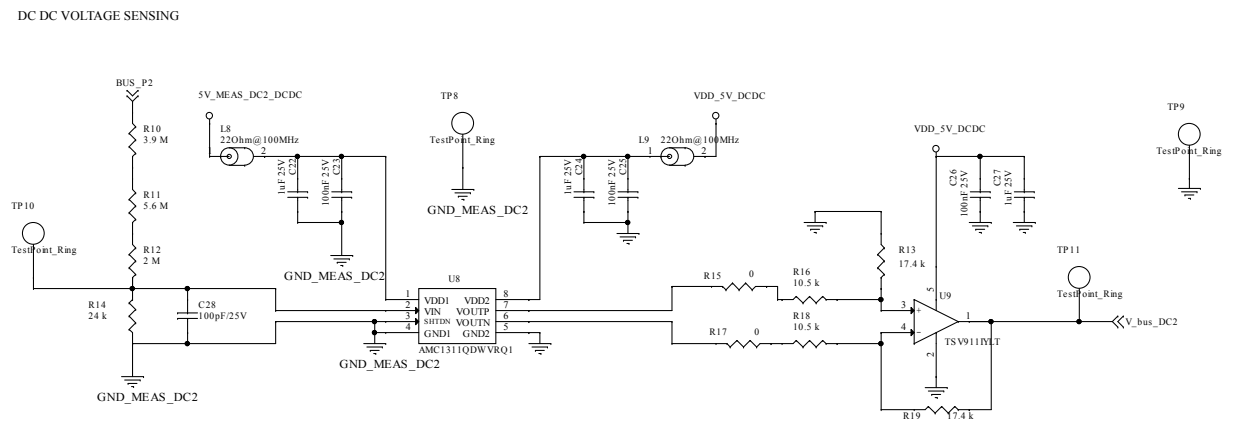 DC DC VOLTAGE SENSING
BUS_P2
R10
3.9 M
R11
5.6 M
R12
2 M
TP10
TestPoint_Ring
R14
24 k
C28
100pF/25V
GND_MEAS_DC2
5V_MEAS_DC2_DCDC
L8
22Ohm@100MHz
1
2
1uF 25V
C22
100nF 25V
C23
GND_MEAS_DC2
TP8
TestPoint_Ring
GND_MEAS_DC2
VDD_5V_DCDC
L9
22Ohm@100MHz
1
2
1uF 25V
C24
100nF 25V
C25
U8
1
2
3
4
VDD1
VIN
SHTDN
GND1
VDD2
VOUTP
VOUTN
GND2
8
7
6
5
AMC1311QDWVRQ1
GND_MEAS_DC2
R15
0
R16
10.5 k
R17
0
R18
10.5 k
R13
17.4 k
VDD_5V_DCDC
C26
100nF 25V
C27
1uF 25V
5
U9
3
+
4
-
1
2
TSV911IYLT
R19
17.4 k
TP11
TestPoint_Ring
V_bus_DC2
TP9
TestPoint_Ring